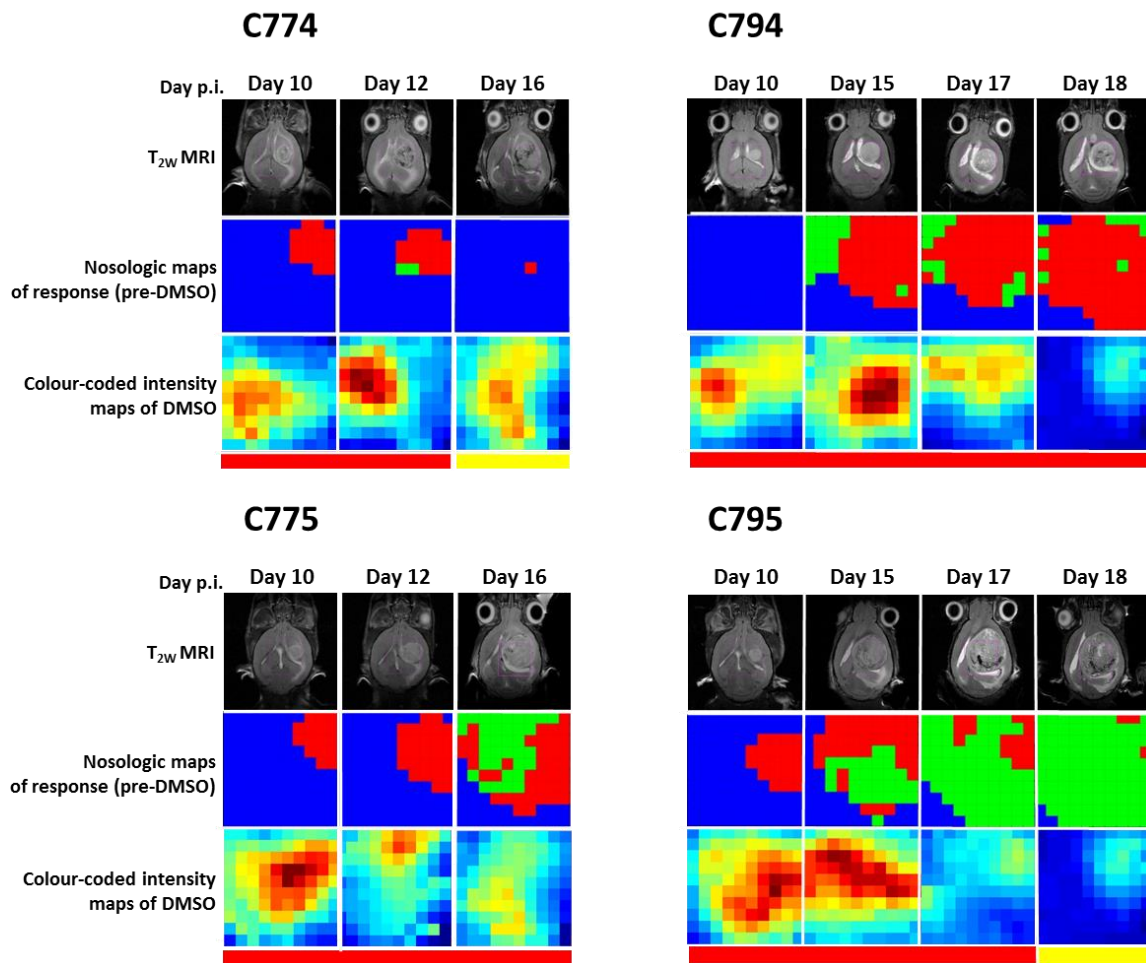 C774
C794
Day p.i. Day 10 Day 12 Day 16
Day 10 Day 15 Day 17 Day 18
T2W MRI
Nosologic maps
of response (pre-DMSO)
Colour-coded intensity
maps of DMSO
C775
C795
Day p.i. Day 10 Day 12 Day 16
Day 10 Day 15 Day 17 Day 18
T2W MRI
Nosologic maps
of response (pre-DMSO)
Colour-coded intensity
maps of DMSO